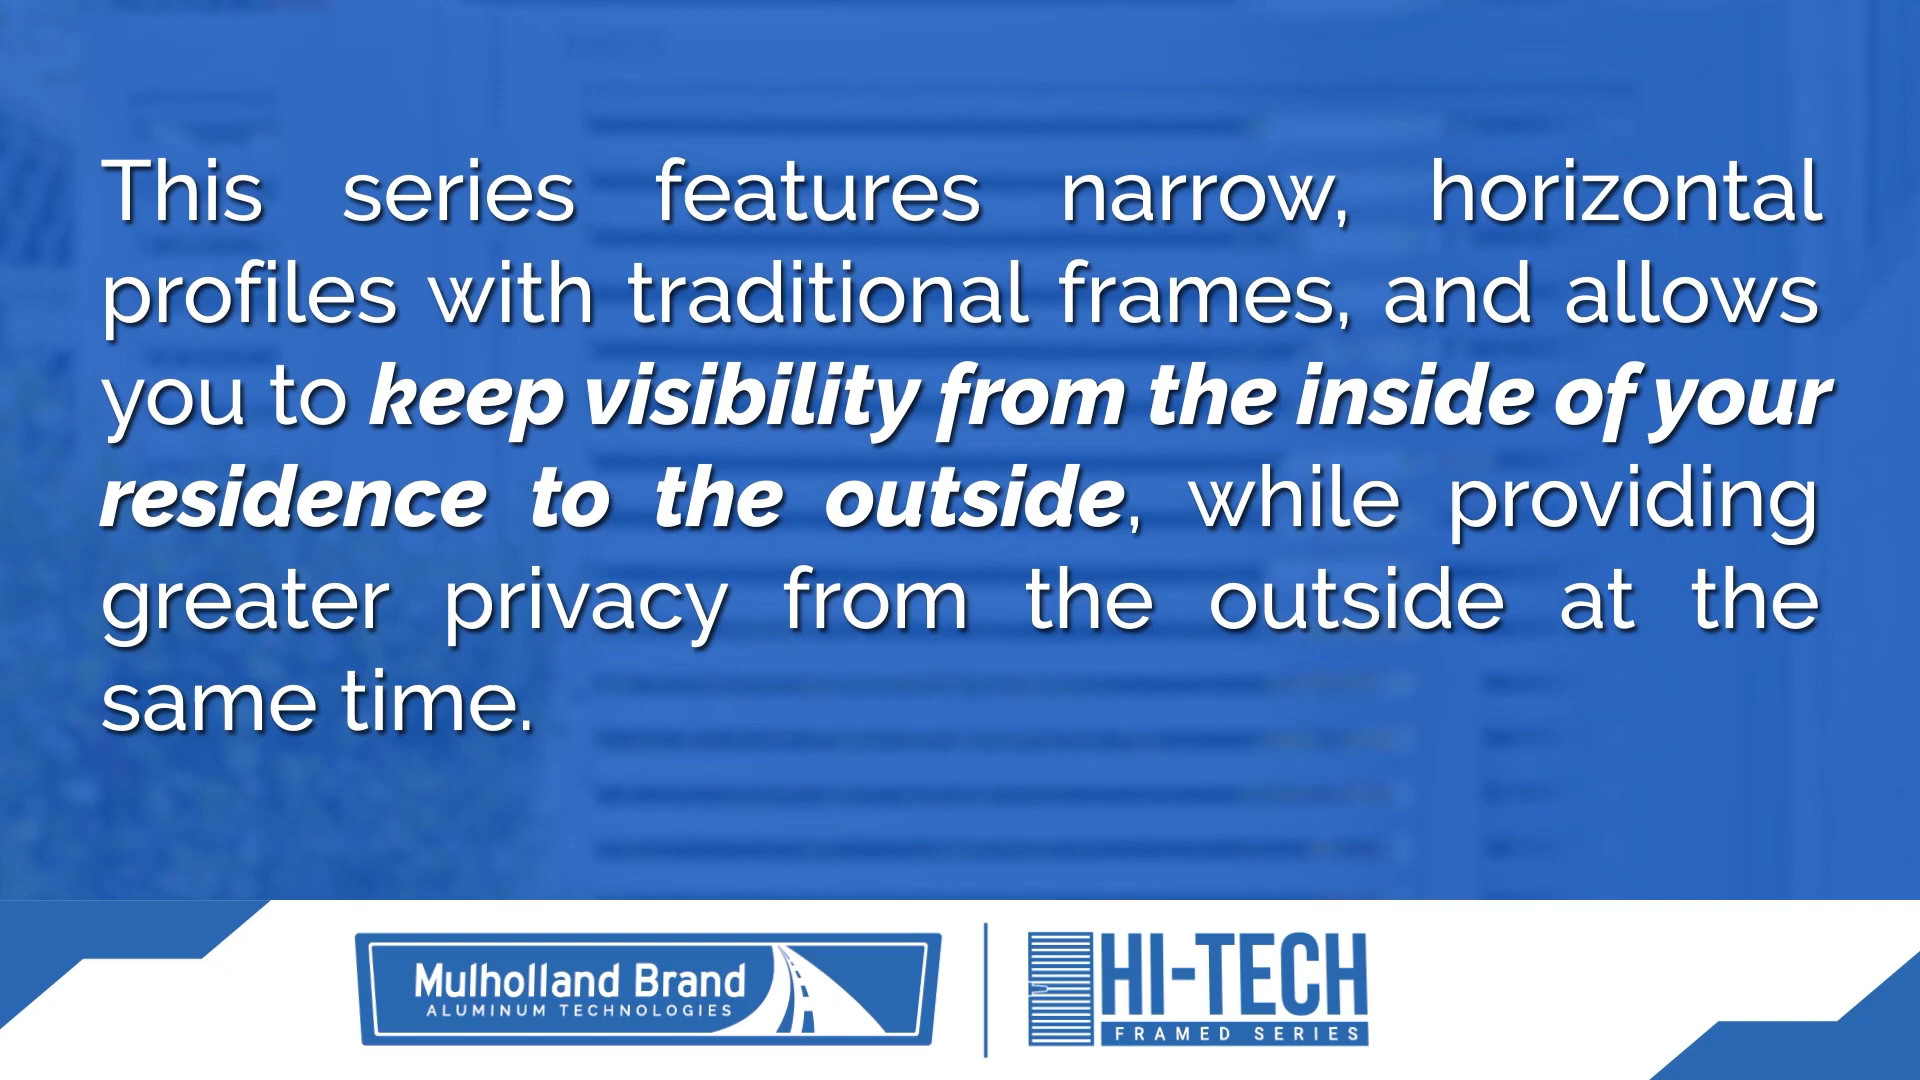 This series features narrow, horizontal
profiles with traditional frames, and allows
you to keep visibility from the inside of your
residence to the outside, while providing
greater privacy from the outside at the
same time.
Mulholland Brand
ALUMINUM TECHNOLOGIES
HI-TECH
FRAMED SERIES